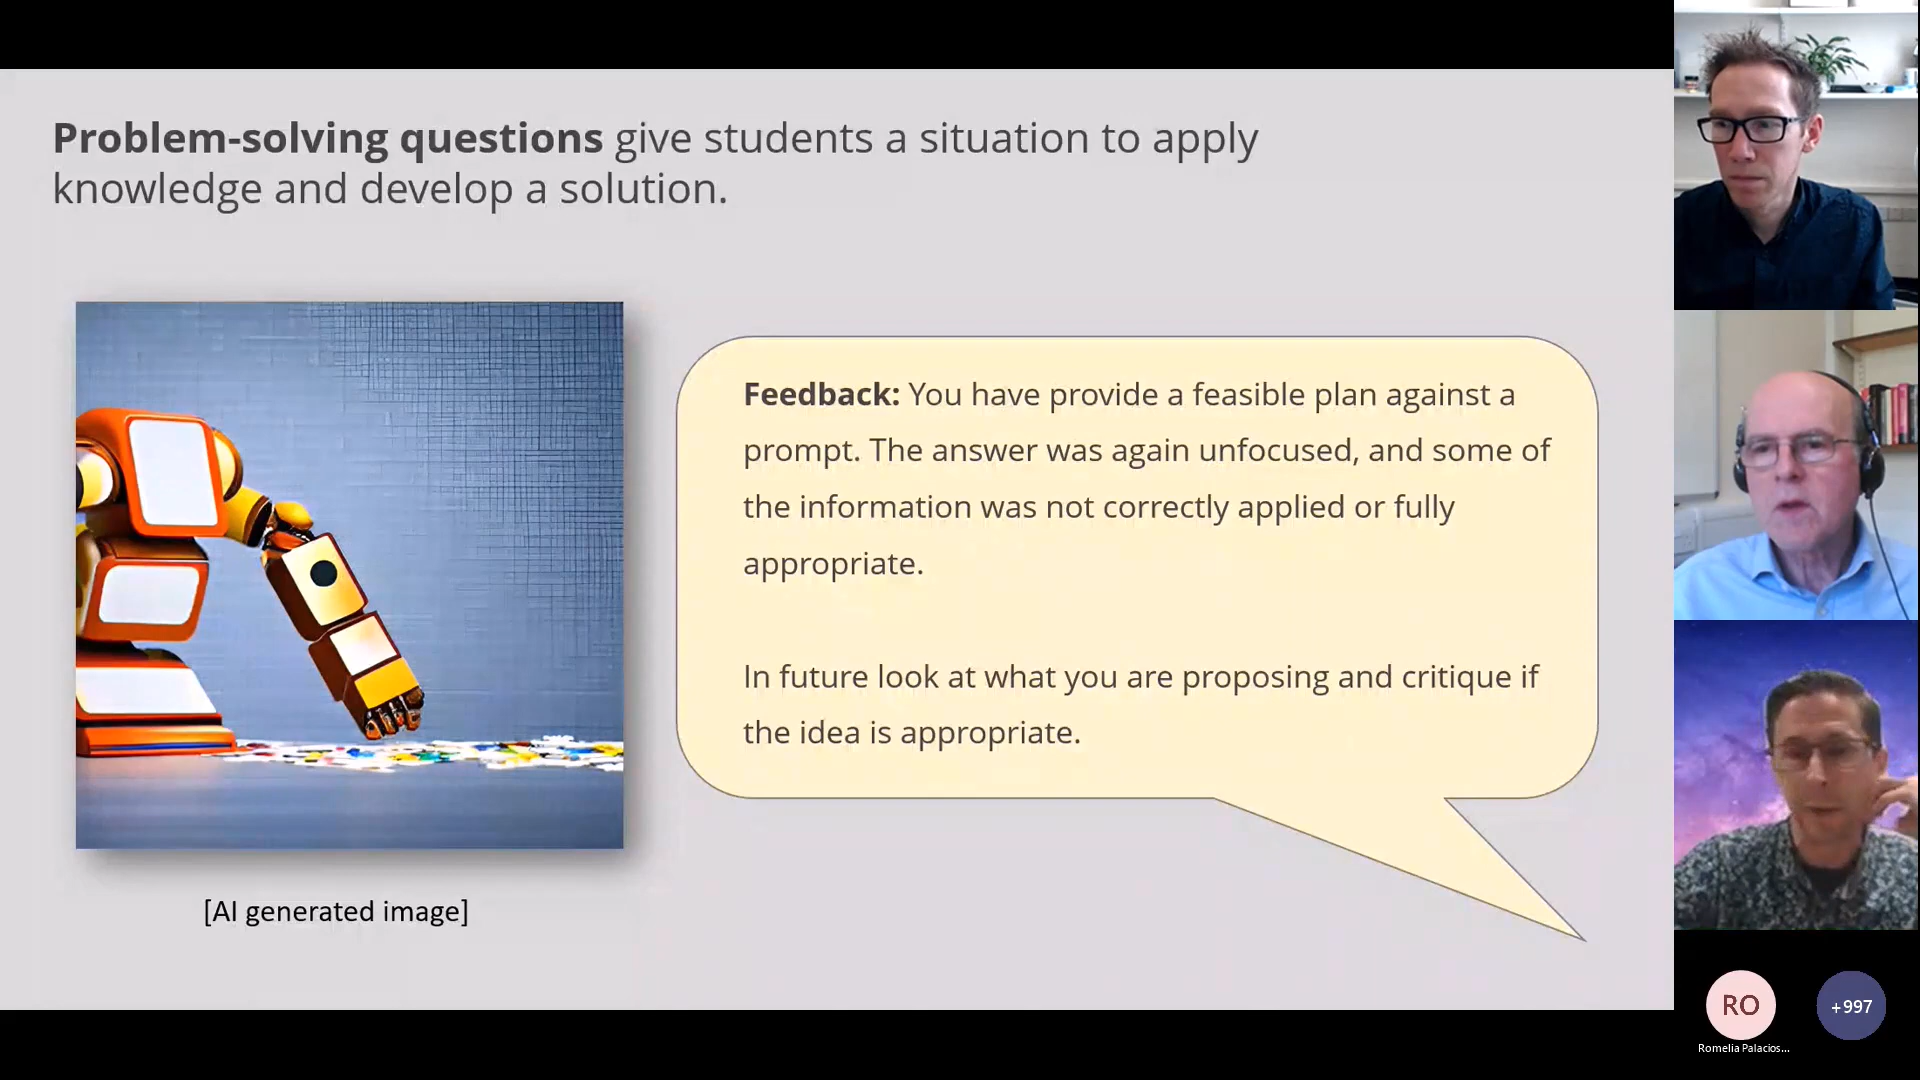 Problem-solving questions give students a situation to apply
knowledge and develop a solution.
Feedback: You have provide a feasible plan against a
prompt. The answer was again unfocused, and some of
the information was not correctly applied or fully
appropriate.
In future look at what you are proposing and critique if
the idea is appropriate.
[AI generated image]
RO
+997
Romelia Palacios...